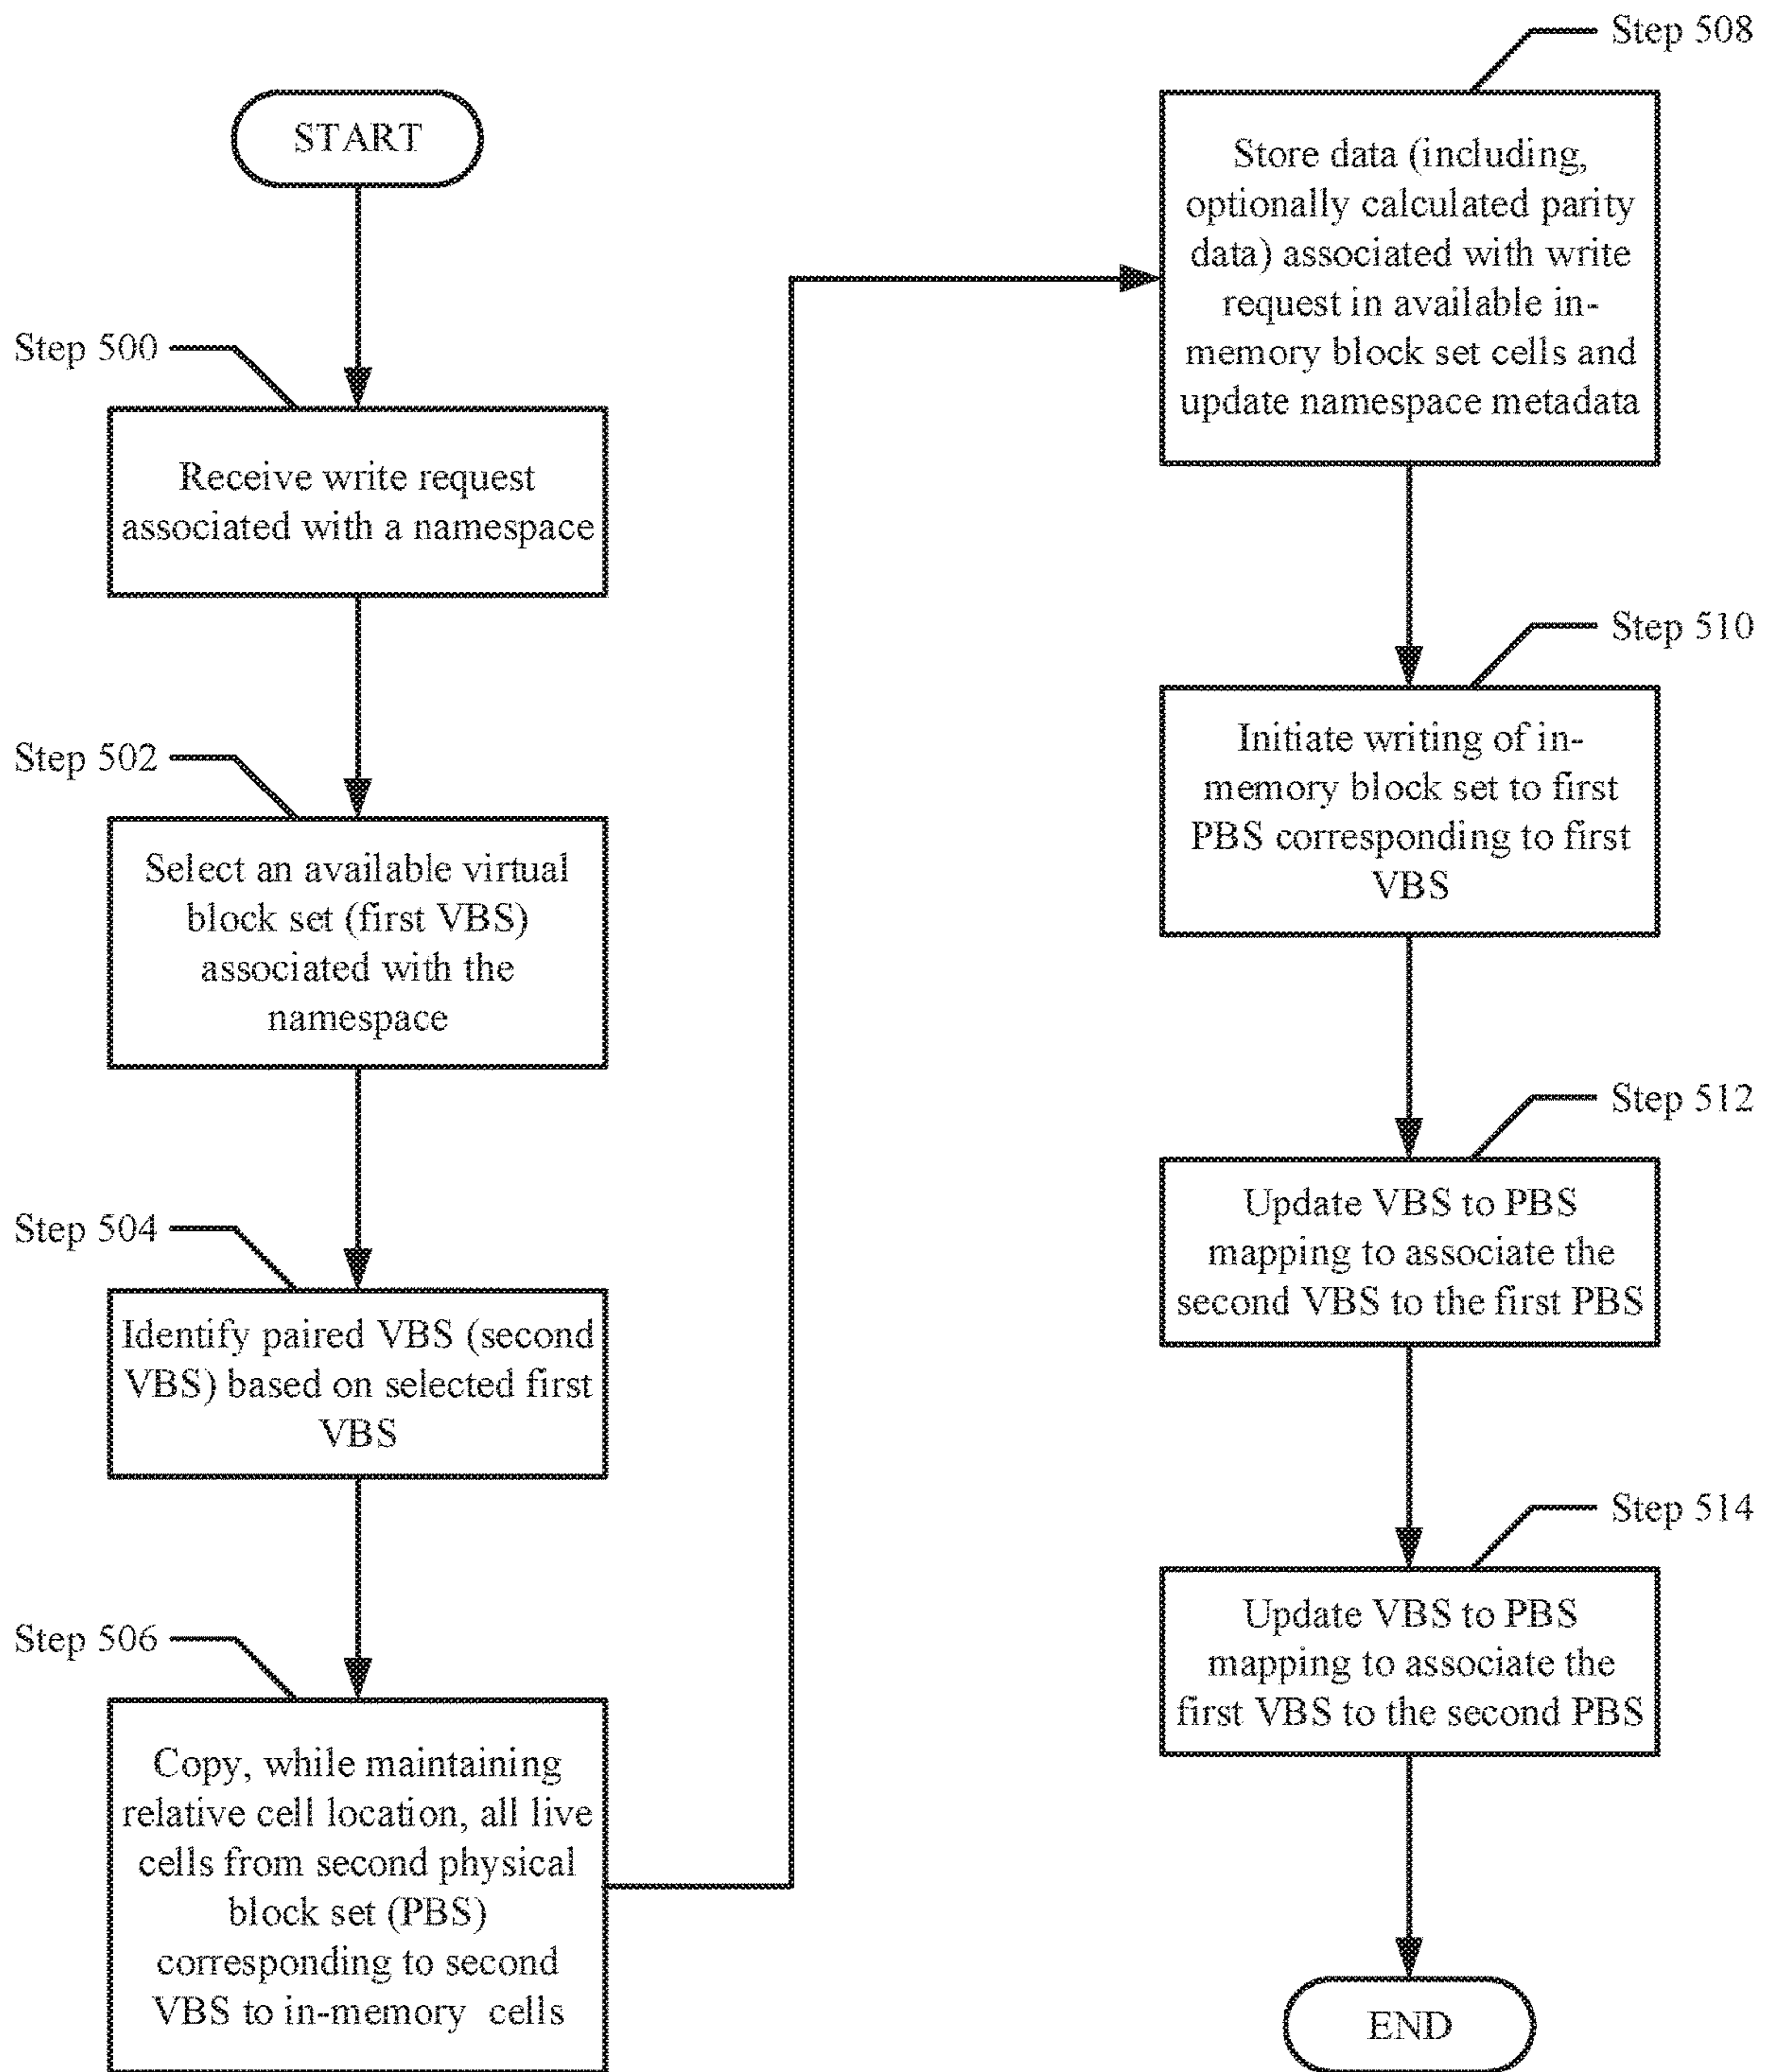 START
Step 500
Receive write request
associated with a namespace
Step 502
Select an available virtual
block set (first VBS)
associated with the
namespace
Step 504
Identify paired VBS (second
VBS) based on selected first
VBS
Step 506
Copy, while maintaining
relative cell location, all live
cells from second physical
block set (PBS)
corresponding to second
VBS to in-memory cells
Step 508
Store data (including,
optionally calculated parity
data) associated with write
request in available in-
memory block set cells and
update namespace metadata
Step 510
Initiate writing of in-
memory block set to first
PBS corresponding to first
VBS
Step 512
Update VBS to PBS
mapping to associate the
second VBS to the first PBS
Step 514
Update VBS to PBS
mapping to associate the
first VBS to the second PBS
END